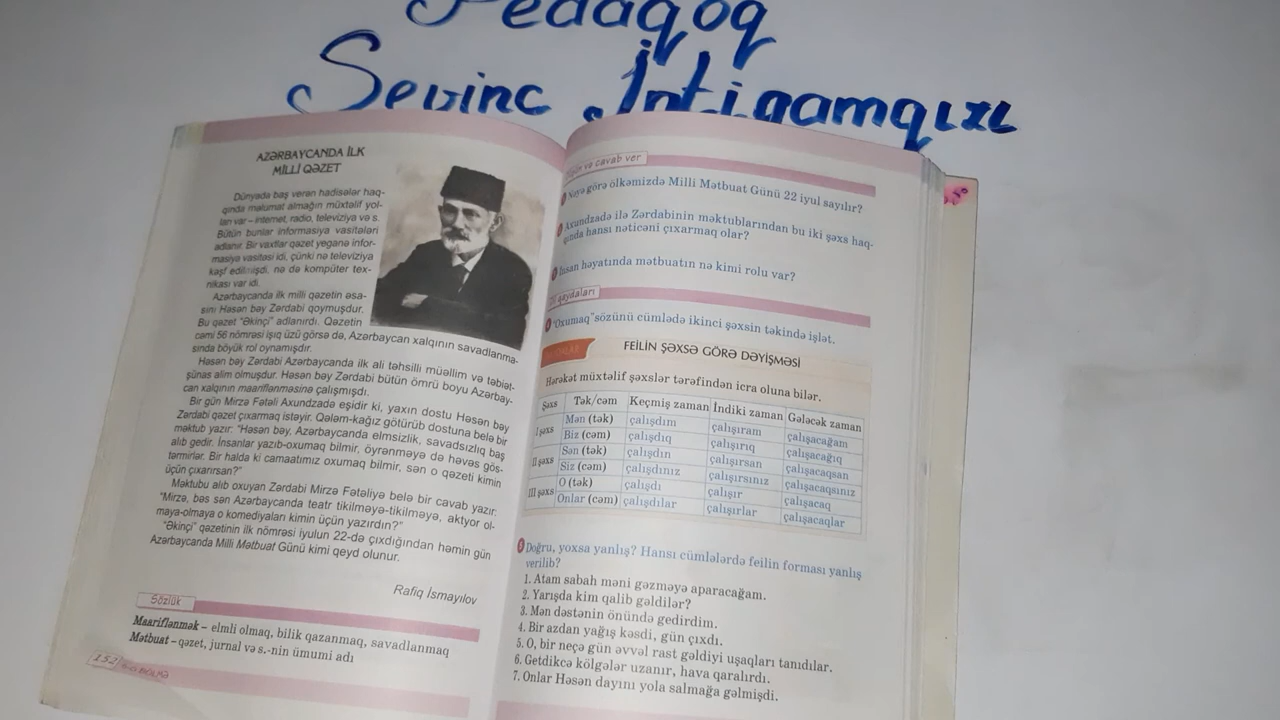 Pedaqoq
Sevinc İntiqamqızı
AZƏRBAYCANDA İLK
MİLLİ QƏZET
Dünyada baş verən hadisələr haq-
qında məlumat almağın müxtəlif yol-
ları var – internet, radio, televiziya və s.
Bütün bunlar informasiya vasitələri
adlanır. Bir vaxtlar qəzet yeganə infor-
masiya vasitəsi idi, çünki nə televiziya
kəşf edilmişdi, nə də kompüter tex-
nikası var idi.
Azərbaycanda ilk milli qəzetin əsa-
sını Həsən bəy Zərdabi qoymuşdur.
Bu qəzet "Əkinçi" adlanırdı. Qəzetin
cəmi 56 nömrəsi işıq üzü görsə də, Azərbaycan xalqının savadlanma-
sında böyük rol oynamışdır.
Həsən bəy Zərdabi Azərbaycanda ilk ali təhsilli müəllim və təbiət-
şünas alim olmuşdur. Həsən bəy Zərdabi bütün ömrü boyu Azərbay-
can xalqının maariflənməsinə çalışmışdı.
Bir gün Mirzə Fətəli Axundzadə eşidir ki, yaxın dostu Həsən bəy
Zərdabi qəzet çıxarmaq istəyir. Qələm-kağız götürüb dostuna belə bir
məktub yazır: "Həsən bəy, Azərbaycanda elmsizlik, savadsızlıq baş
alıb gedir. İnsanlar yazıb-oxumaq bilmir, öyrənməyə də həvəs gös-
tərmirlər. Bir halda ki camaatımız oxumaq bilmir, sən o qəzeti kimin
üçün çıxarırsan?"
Məktubu alıb oxuyan Zərdabi Mirzə Fətəliyə belə bir cavab yazır:
"Mirzə, bəs sən Azərbaycanda teatr tikilməyə-tikilməyə, aktyor ol-
maya-olmaya o komediyaları kimin üçün yazırdın?"
"Əkinçi" qəzetinin ilk nömrəsi iyulun 22-də çıxdığından həmin gün
Azərbaycanda Milli Mətbuat Günü kimi qeyd olunur.
Rafiq İsmayılov
Sözlük
Maariflənmək – elmli olmaq, bilik qazanmaq, savadlanmaq
Mətbuat – qəzet, jurnal və s.-nin ümumi adı
152
və cavab ver
Nəyə görə ölkəmizdə Milli Mətbuat Günü 22 iyul sayılır?
Axundzadə ilə Zərdabinin məktublarından bu iki şəxs haq-
qında hansı nəticəni çıxarmaq olar?
İnsan həyatında mətbuatın nə kimi rolu var?
qaydaları
"Oxumaq" sözünü cümlədə ikinci şəxsin təkində işlət.
FEİLİN ŞƏXSƏ GÖRƏ DƏYİŞMƏSİ
Hərəkət müxtəlif şəxslər tərəfindən icra oluna bilər.
Şəxs Tək/cəm Keçmiş zaman İndiki zaman Gələcək zaman
I şəxs Mən (tək) çalışdım çalışıram çalışacağam
Biz (cəm) çalışdıq çalışırıq çalışacağıq
II şəxs Sən (tək) çalışdın çalışırsan çalışacaqsan
Siz (cəm) çalışdınız çalışırsınız çalışacaqsınız
III şəxs O (tək) çalışdı çalışır çalışacaq
Onlar (cəm) çalışdılar çalışırlar çalışacaqlar
Doğru, yoxsa yanlış? Hansı cümlələrdə feilin forması yanlış
verilib?
1. Atam sabah məni gəzməyə aparacağam.
2. Yarışda kim qalib gəldilər?
3. Mən dəstənin önündə gedirdim.
4. Bir azdan yağış kəsdi, gün çıxdı.
5. O, bir neçə gün əvvəl rast gəldiyi uşaqları tanıdılar.
6. Getdikcə kölgələr uzanır, hava qaralırdı.
7. Onlar Həsən dayını yola salmağa gəlmişdi.